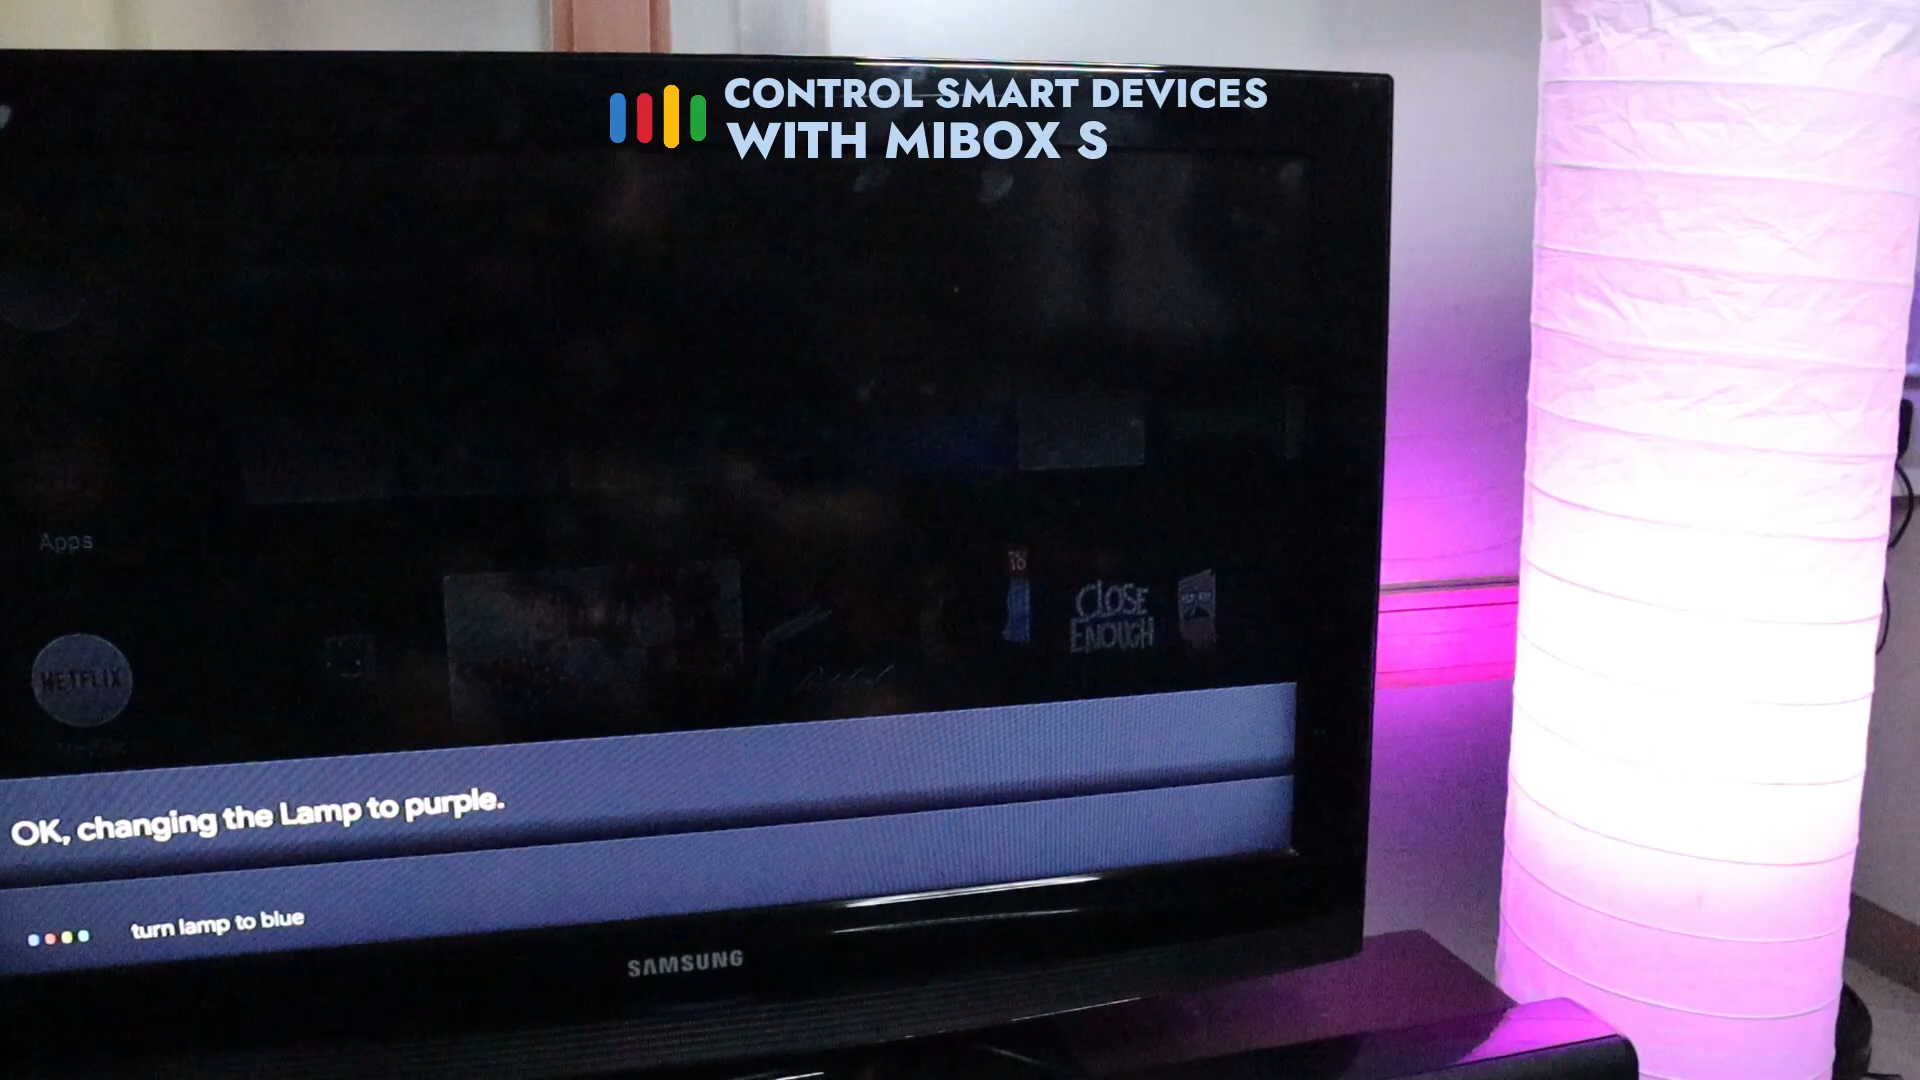 CONTROL SMART DEVICES
WITH MIBOX S
Apps
CLOSE
ENOUGH
NETFLIX
OK, changing the Lamp to purple.
turn lamp to blue
SAMSUNG